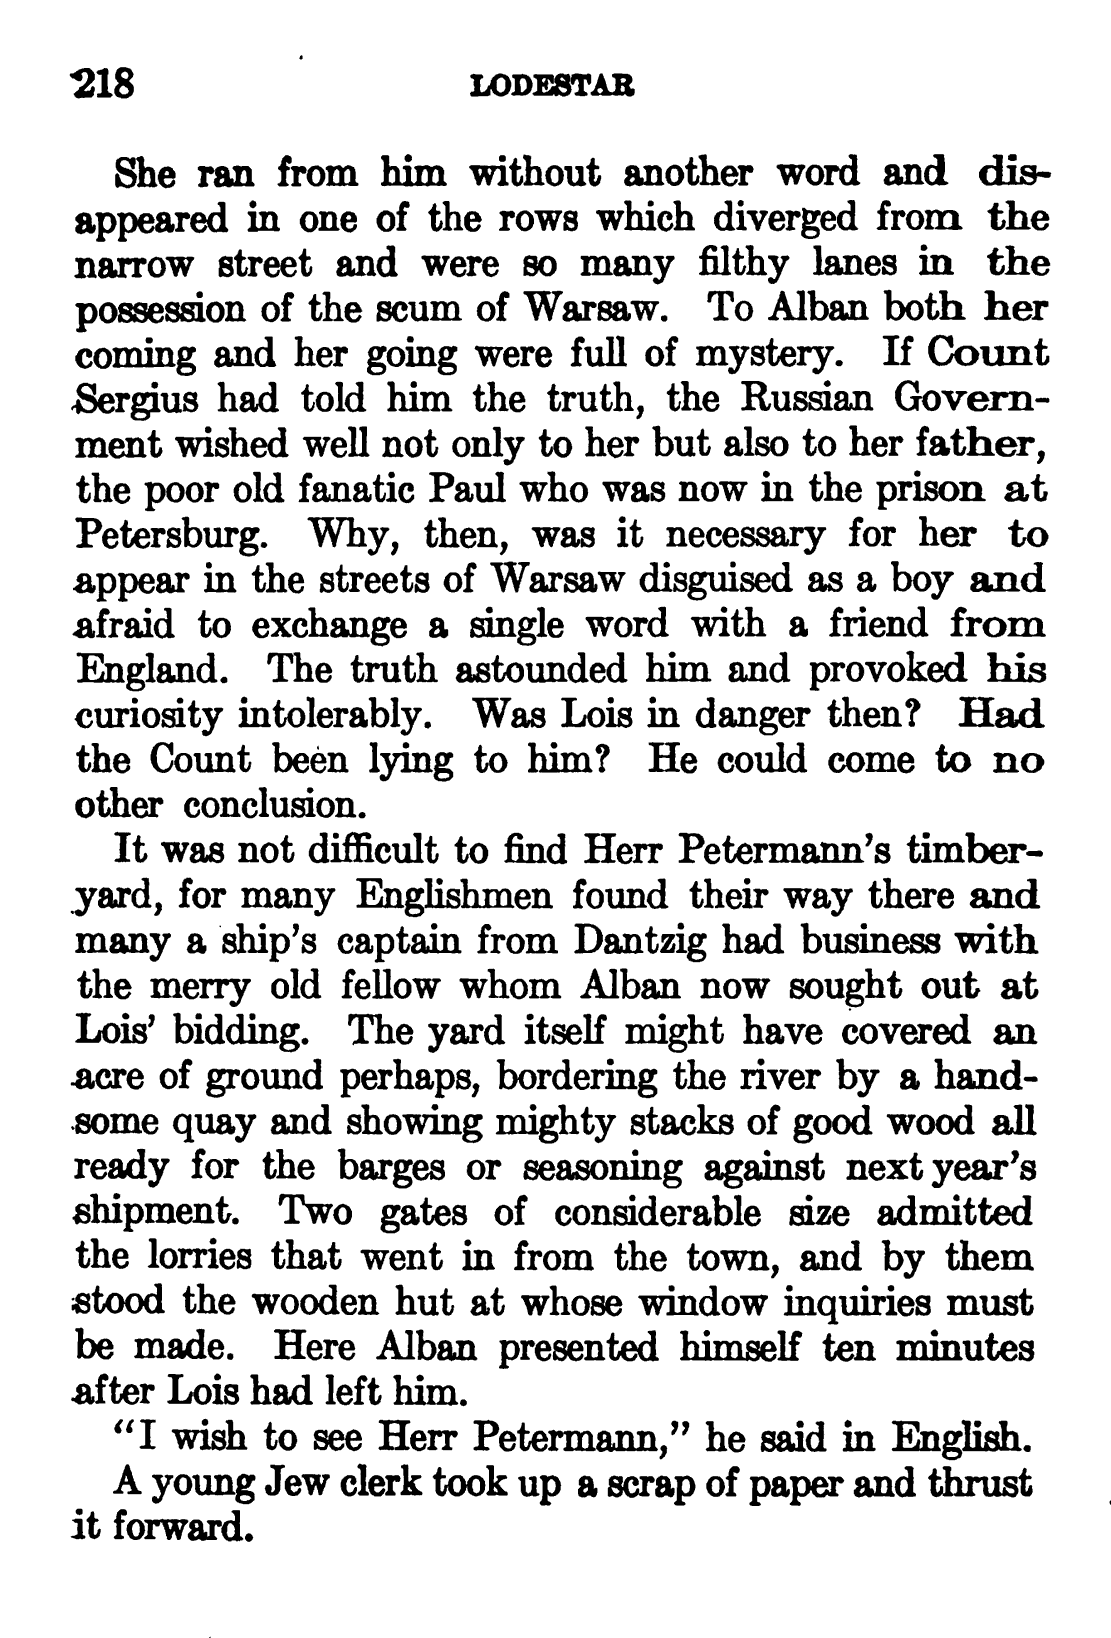 218 LODESTAR
She ran from him without another word and dis-
appeared in one of the rows which diverged from the
narrow street and were so many filthy lanes in the
possession of the scum of Warsaw. To Alban both her
coming and her going were full of mystery. If Count
Sergius had told him the truth, the Russian Govern-
ment wished well not only to her but also to her father,
the poor old fanatic Paul who was now in the prison at
Petersburg. Why, then, was it necessary for her to
appear in the streets of Warsaw disguised as a boy and
afraid to exchange a single word with a friend from
England. The truth astounded him and provoked his
curiosity intolerably. Was Lois in danger then? Had
the Count been lying to him? He could come to no
other conclusion.
It was not difficult to find Herr Petermann's timber-
yard, for many Englishmen found their way there and
many a ship's captain from Dantzig had business with
the merry old fellow whom Alban now sought out at
Lois' bidding. The yard itself might have covered an
acre of ground perhaps, bordering the river by a hand-
some quay and showing mighty stacks of good wood all
ready for the barges or seasoning against next year's
shipment. Two gates of considerable size admitted
the lorries that went in from the town, and by them
stood the wooden hut at whose window inquiries must
be made. Here Alban presented himself ten minutes
after Lois had left him.
"I wish to see Herr Petermann," he said in English.
A young Jew clerk took up a scrap of paper and thrust
it forward.